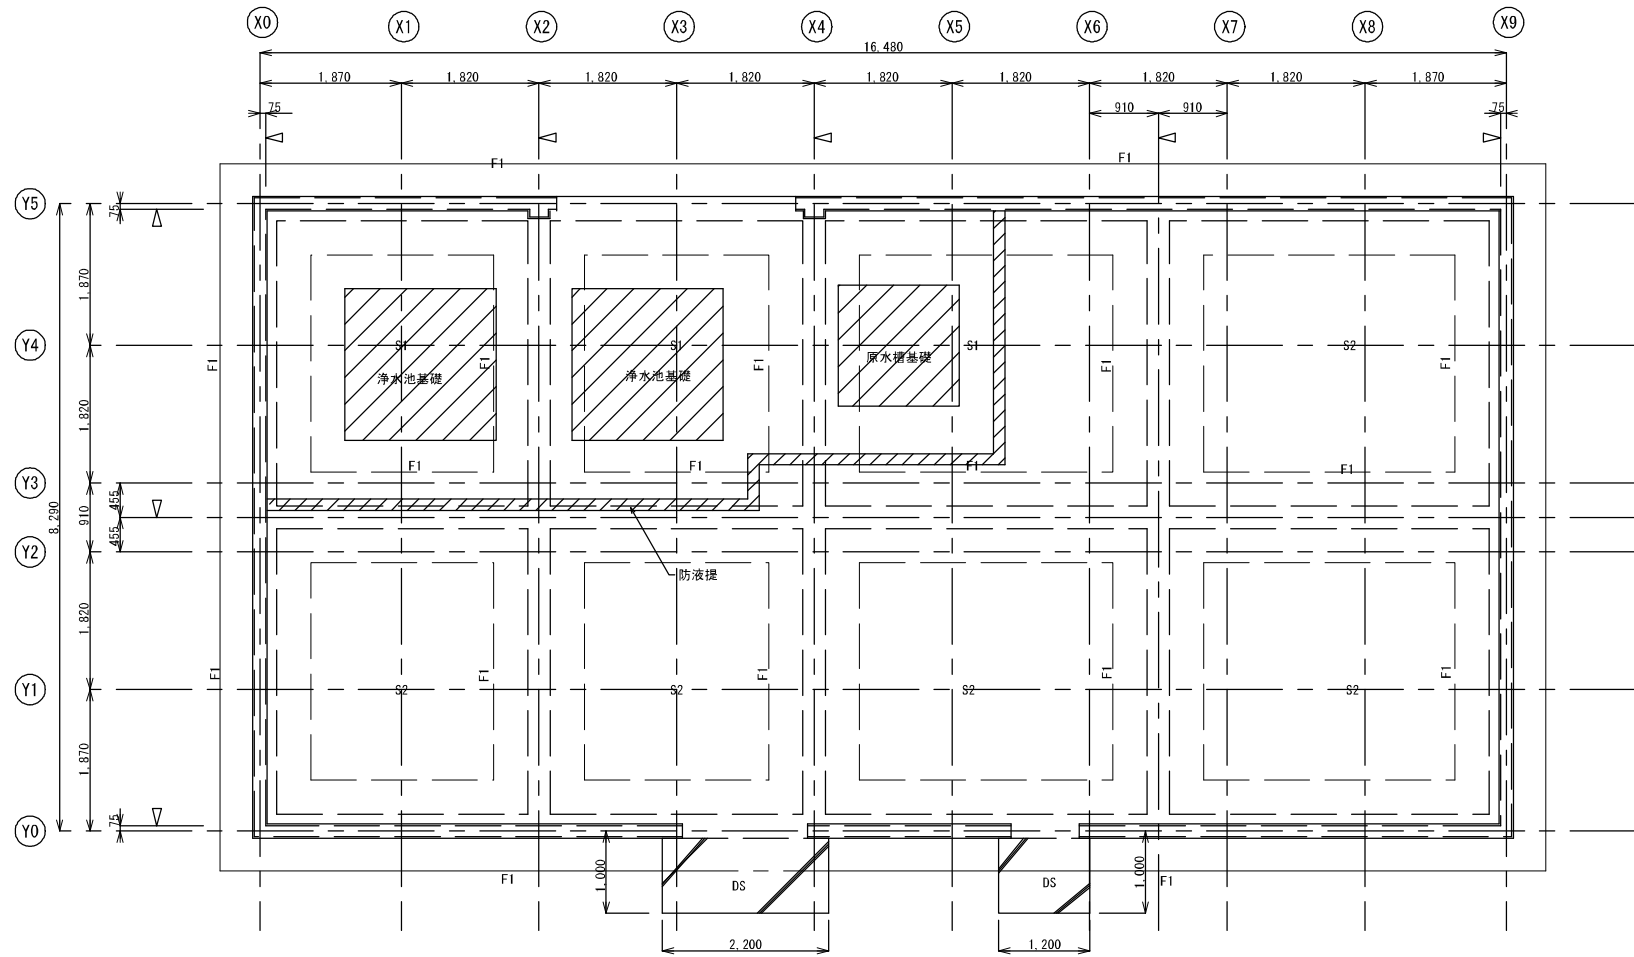 X0 X1 X2 X3 X4 X5 X6 X7 X8 X9
16,480
1,870 1,820 1,820 1,820 1,820 1,820 1,820 1,820 1,870
75 910 910 75
F1 F1
Y5
75
1,870
Y4
F1 S1 F1 S1 F1 S1 F1 S2 F1
浄水池基礎 浄水池基礎 原水槽基礎
1,820
F1 F1 F1 F1
Y3
455
8,290 910
455
Y2
防液提
1,820
F1 F1 F1 F1 F1
Y1
S2 S2 S2 S2
1,870
75
Y0
1,000 1,000
F1 DS DS F1
2,200 1,200